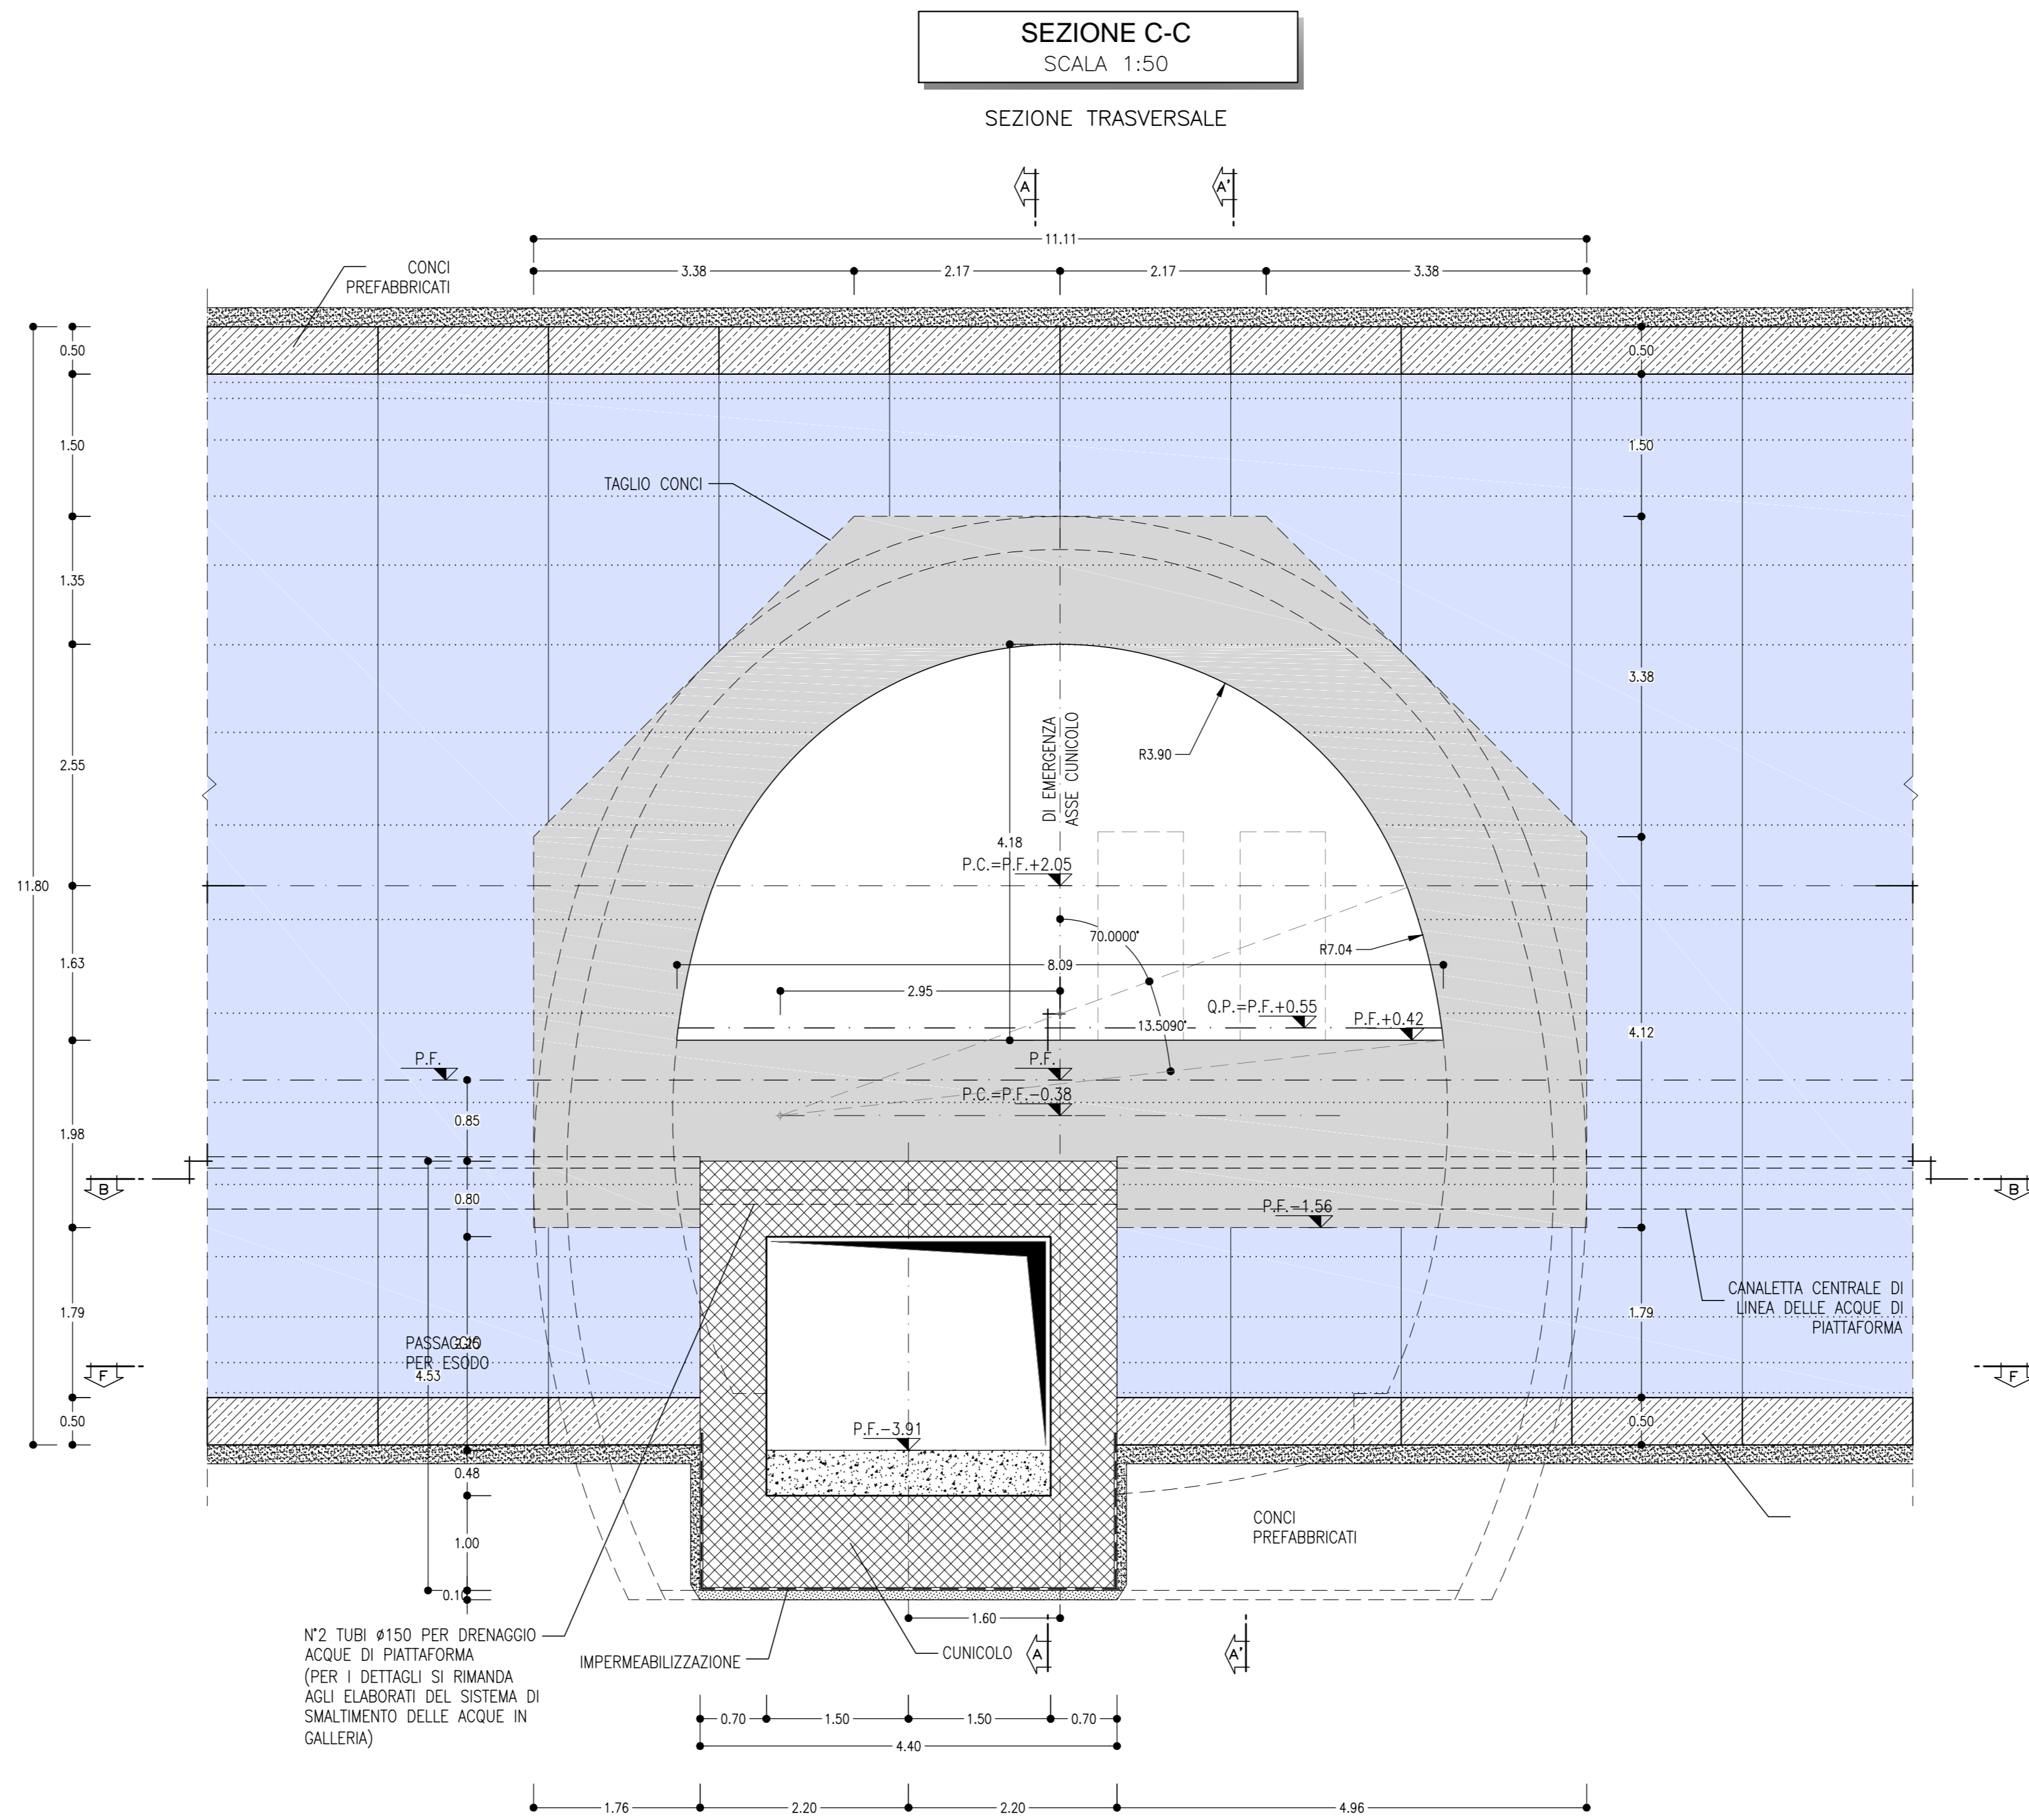 SEZIONE C-C
SCALA 1:50
SEZIONE TRASVERSALE
A
A'
11.11
3.38
2.17
2.17
3.38
CONCI
PREFABBRICATI
0.50
0.50
1.50
1.50
TAGLIO CONCI
1.35
3.38
2.55
R3.90
DI EMERGENZA
ASSE CUNICOLO
4.18
P.C.=P.F.+2.05
11.80
70.0000°
R7.04
1.63
8.09
2.95
Q.P.=P.F.+0.55
P.F.+0.42
13.5090°
4.12
P.F.
P.F.
P.C.=P.F.-0.38
0.85
1.98
B
B
0.80
P.F.-1.56
CANALETTA CENTRALE DI
LINEA DELLE ACQUE DI
PIATTAFORMA
1.79
1.79
PASSAGGIO
PER ESODO
4.53
F
F
0.50
0.50
P.F.-3.91
0.48
CONCI
PREFABBRICATI
1.00
0.10
1.60
N°2 TUBI ø150 PER DRENAGGIO
ACQUE DI PIATTAFORMA
(PER I DETTAGLI SI RIMANDA
AGLI ELABORATI DEL SISTEMA DI
SMALTIMENTO DELLE ACQUE IN
GALLERIA)
IMPERMEABILIZZAZIONE
CUNICOLO
A
A'
0.70
1.50
1.50
0.70
4.40
1.76
2.20
2.20
4.96